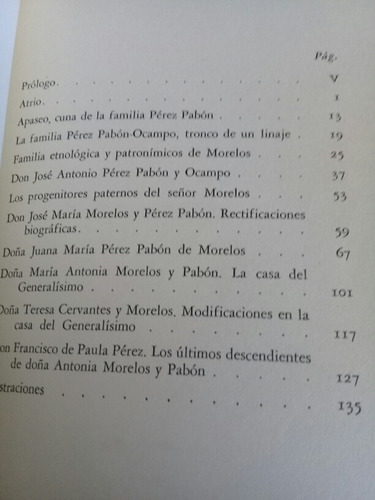 Pág.
Prólogo . . . . . . . . . . . . V
Atrio . . . . . . . . . . . . 1
Apaseo, cuna de la familia Pérez Pabón . . . . . 13
La familia Pérez Pabón-Ocampo, tronco de un linaje . 19
Familia etnológica y patronímicos de Morelos . . . . 25
Don José Antonio Pérez Pabón y Ocampo . . . . 37
Los progenitores paternos del señor Morelos . . . . 53
Don José María Morelos y Pérez Pabón. Rectificaciones
biográficas . . . . . . . . . . . 59
Doña Juana María Pérez Pabón de Morelos . . . . 67
Doña María Antonia Morelos y Pabón. La casa del
Generalísimo . . . . . . . . . . 101
Doña Teresa Cervantes y Morelos. Modificaciones en la
casa del Generalísimo . . . . . . . . 117
on Francisco de Paula Pérez. Los últimos descendientes
de doña Antonia Morelos y Pabón . . . . . 127
straciones . . . . . . . . . . . 135